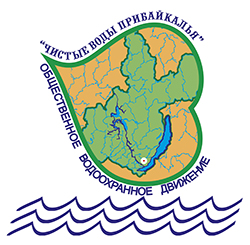 "ЧИСТЫЕ ВОДЫ ПРИБАЙКАЛЬЯ"
ОБЩЕСТВЕННОЕ ВОДООХРАННОЕ ДВИЖЕНИЕ